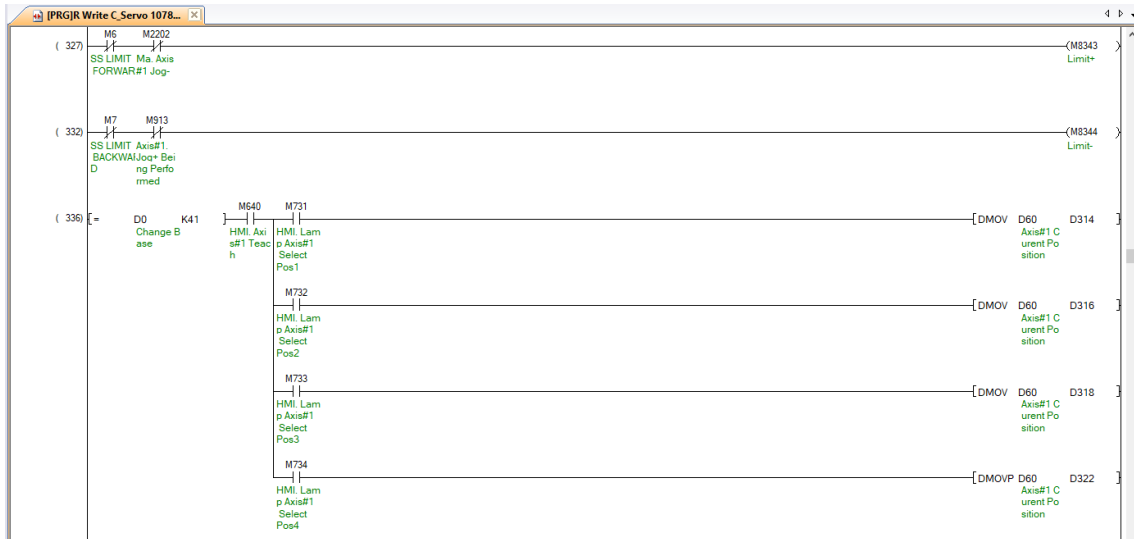 [PRG]R Write C_Servo 1078...
M6 M2202
( 327) (M8343 )
SS LIMIT Ma. Axis Limit+
FORWAR #1 Jog-
M7 M913
( 332) (M8344 )
SS LIMIT Axis#1. Limit-
BACKWA Jog+ Bei
D ng Perfo
rmed
M640 M731
( 336) [= D0 K41 ] [DMOV D60 D314 ]
Change B HMI. Axi HMI. Lam Axis#1 C
ase s#1 Teac p Axis#1 urent Po
h Select sition
Pos1
M732
[DMOV D60 D316 ]
HMI. Lam Axis#1 C
p Axis#1 urent Po
Select sition
Pos2
M733
[DMOV D60 D318 ]
HMI. Lam Axis#1 C
p Axis#1 urent Po
Select sition
Pos3
M734
[DMOVP D60 D322 ]
HMI. Lam Axis#1 C
p Axis#1 urent Po
Select sition
Pos4